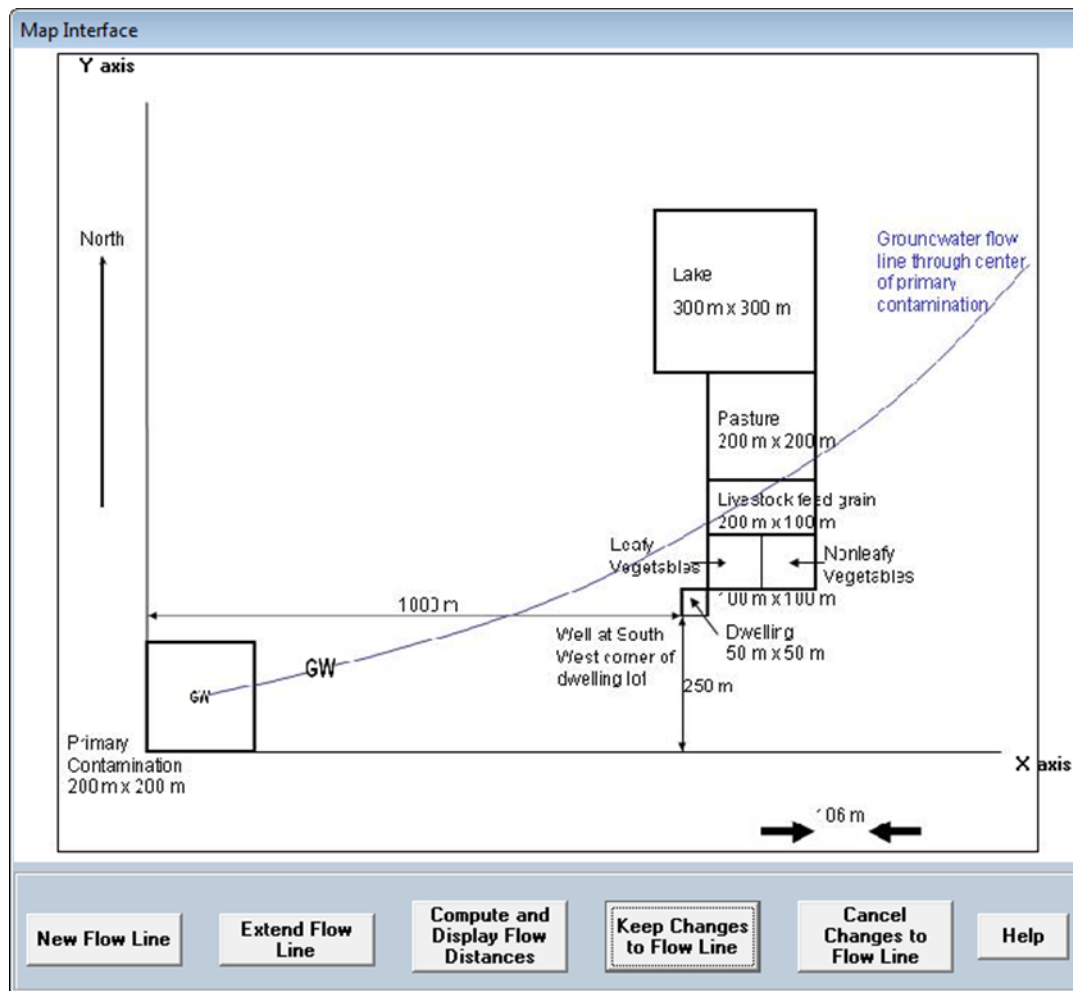 Map Interface
Y axis
North
Lake
300 m x 300 m
Groundwater flow
line through center
of primary
contamination
Pasture
200 m x 200 m
Livestock feed grain
200 m x 100 m
Leafy
Vegetables
Nonleafy
Vegetables
100 m x 100 m
1000 m
Well at South
West corner of
dwelling lot
Dwelling
50 m x 50 m
250 m
GW
GW
Primary
Contamination
200 m x 200 m
X axis
106 m
New Flow Line
Extend Flow
Line
Compute and
Display Flow
Distances
Keep Changes
to Flow Line
Cancel
Changes to
Flow Line
Help